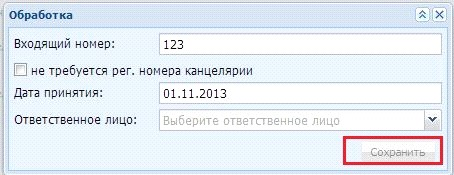 Обработка
Входящий номер: 123
не требуется рег. номера канцелярии
Дата принятия: 01.11.2013
Ответственное лицо: Выберите ответственное лицо
Сохранить